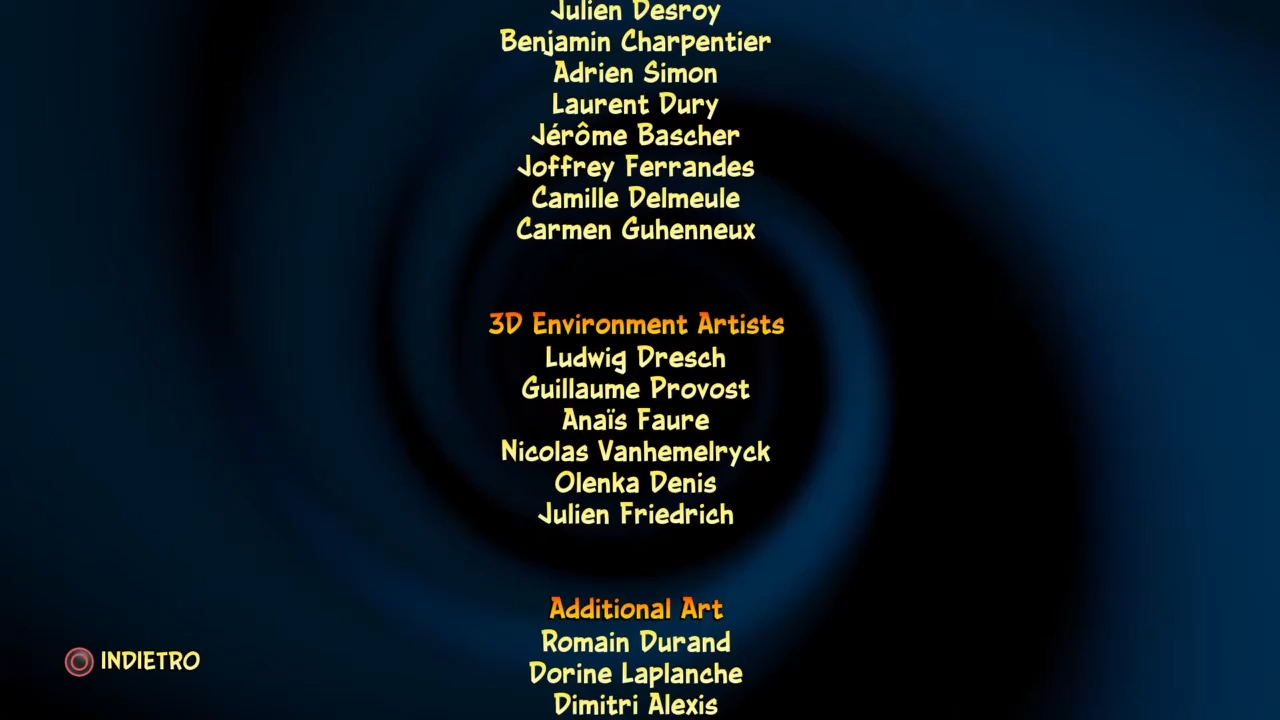 Julien Desroy
Benjamin Charpentier
Adrien Simon
Laurent Dury
Jérôme Bascher
Joffrey Ferrandes
Camille Delmeule
Carmen Guhenneux
3D Environment Artists
Ludwig Dresch
Guillaume Provost
Anaïs Faure
Nicolas Vanhemelryck
Olenka Denis
Julien Friedrich
Additional Art
Romain Durand
INDIETRO
Dorine Laplanche
Dimitri Alexis